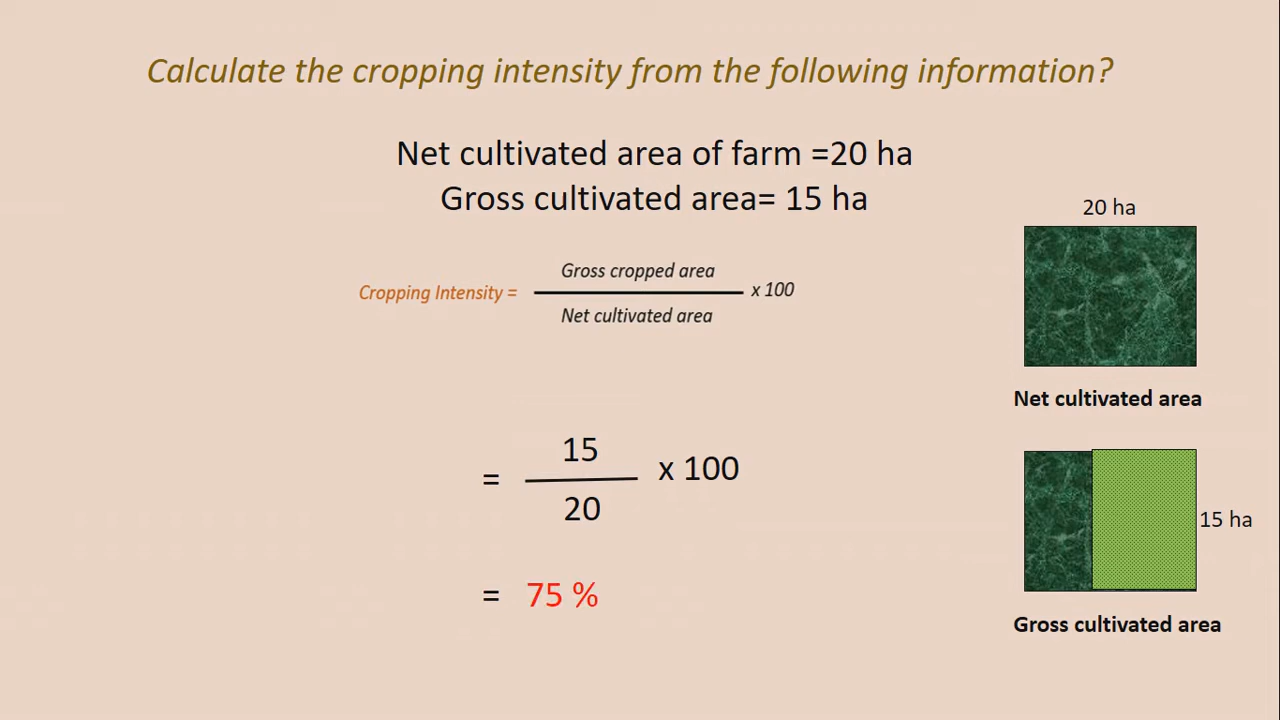 Calculate the cropping intensity from the following information?
Net cultivated area of farm =20 ha
Gross cultivated area= 15 ha
20 ha
Cropping Intensity =
Gross cropped area
x 100
Net cultivated area
Net cultivated area
15
= x 100
20
15 ha
= 75 %
Gross cultivated area